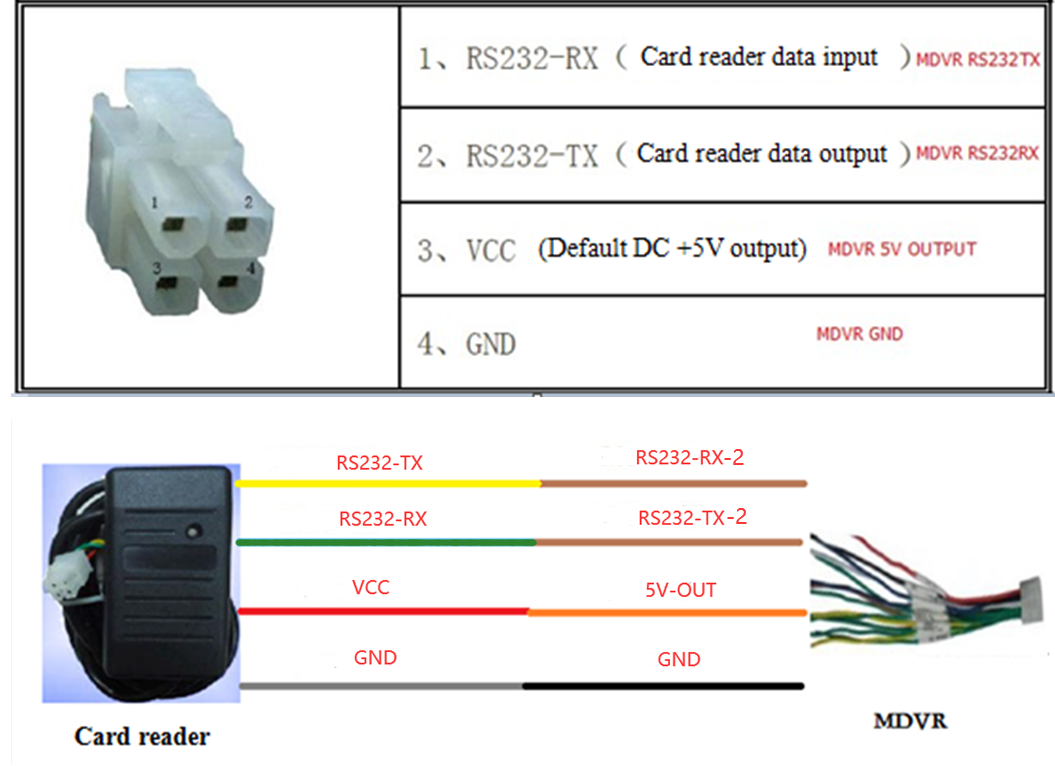 1、RS232-RX ( Card reader data input ) MDVR RS232TX
1 2
2、RS232-TX ( Card reader data output ) MDVR RS232RX
3、VCC (Default DC +5V output) MDVR 5V OUTPUT
3 4
4、GND MDVR GND
RS232-TX RS232-RX-2
RS232-RX RS232-TX-2
VCC 5V-OUT
GND GND
Card reader MDVR